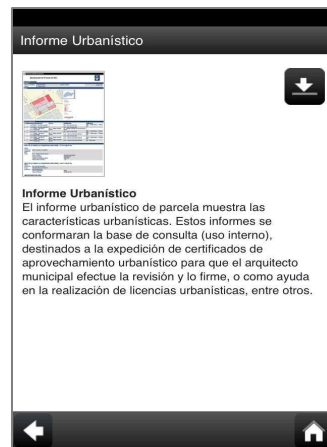 Informe Urbanístico
Informe Urbanístico
El informe urbanístico de parcela muestra las
características urbanísticas. Estos informes se
conformaran la base de consulta (uso interno),
destinados a la expedición de certificados de
aprovechamiento urbanístico para que el arquitecto
municipal efectue la revisión y lo firme, o como ayuda
en la realización de licencias urbanísticas, entre otros.